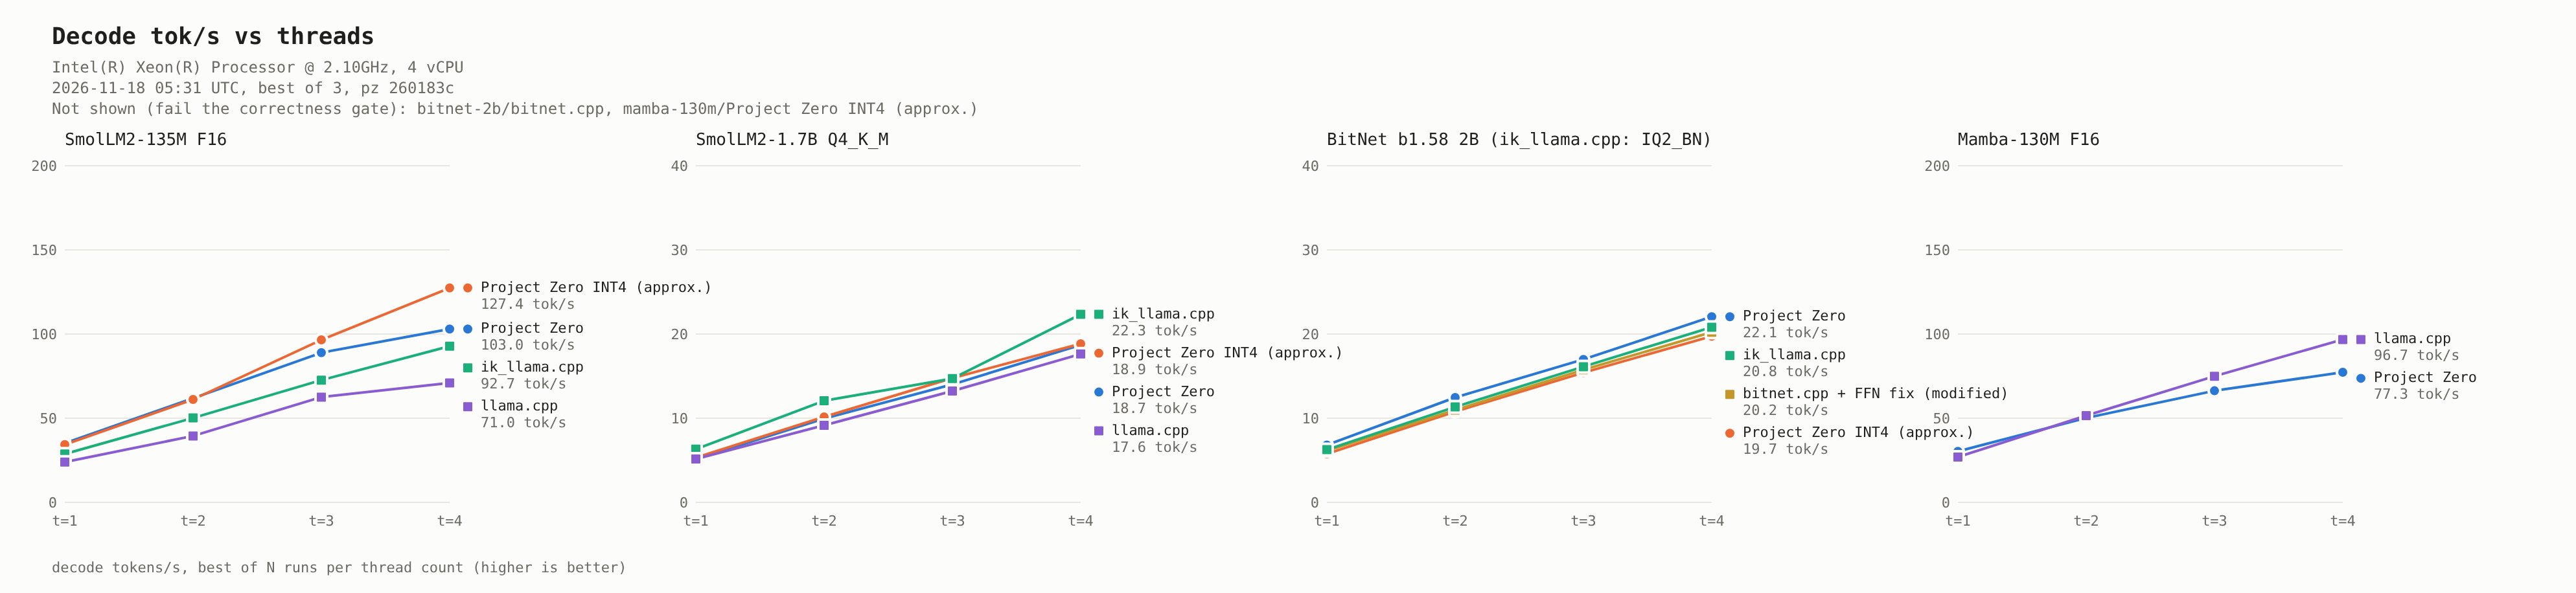 Decode tok/s vs threads
Intel(R) Xeon(R) Processor @ 2.10GHz, 4 vCPU
2026-11-18 05:31 UTC, best of 3, pz 260183c
Not shown (fail the correctness gate): bitnet-2b/bitnet.cpp, mamba-130m/Project Zero INT4 (approx.)
SmolLM2-135M F16
200
150
100
50
0
t=1 t=2 t=3 t=4
Project Zero INT4 (approx.)
127.4 tok/s
Project Zero
103.0 tok/s
ik_llama.cpp
92.7 tok/s
llama.cpp
71.0 tok/s
SmolLM2-1.7B Q4_K_M
40
30
20
10
0
t=1 t=2 t=3 t=4
ik_llama.cpp
22.3 tok/s
Project Zero INT4 (approx.)
18.9 tok/s
Project Zero
18.7 tok/s
llama.cpp
17.6 tok/s
BitNet b1.58 2B (ik_llama.cpp: IQ2_BN)
40
30
20
10
0
t=1 t=2 t=3 t=4
Project Zero
22.1 tok/s
ik_llama.cpp
20.8 tok/s
bitnet.cpp + FFN fix (modified)
20.2 tok/s
Project Zero INT4 (approx.)
19.7 tok/s
Mamba-130M F16
200
150
100
50
0
t=1 t=2 t=3 t=4
llama.cpp
96.7 tok/s
Project Zero
77.3 tok/s
decode tokens/s, best of N runs per thread count (higher is better)